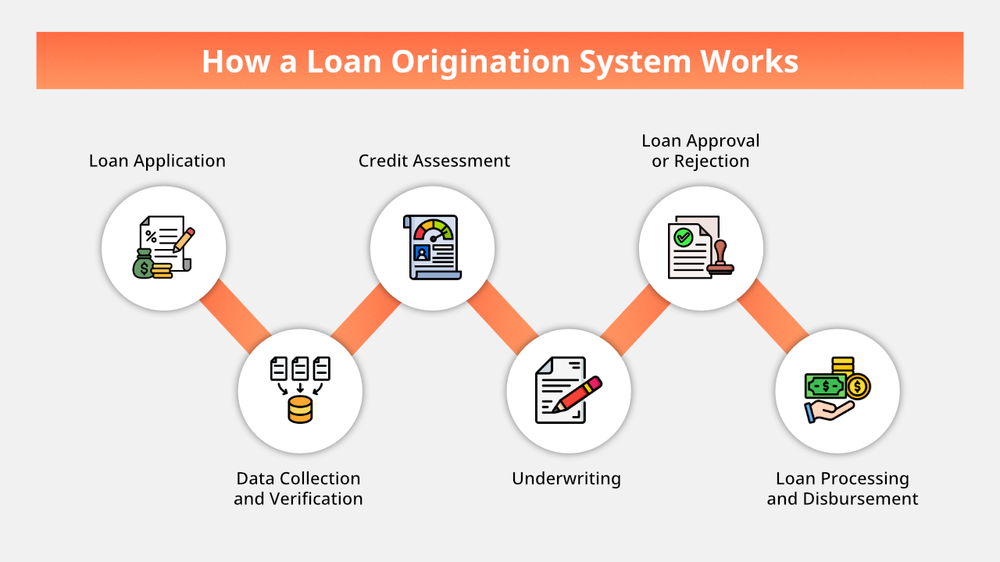 How a Loan Origination System Works
Loan Application
Data Collection
and Verification
Credit Assessment
Underwriting
Loan Approval
or Rejection
Loan Processing
and Disbursement